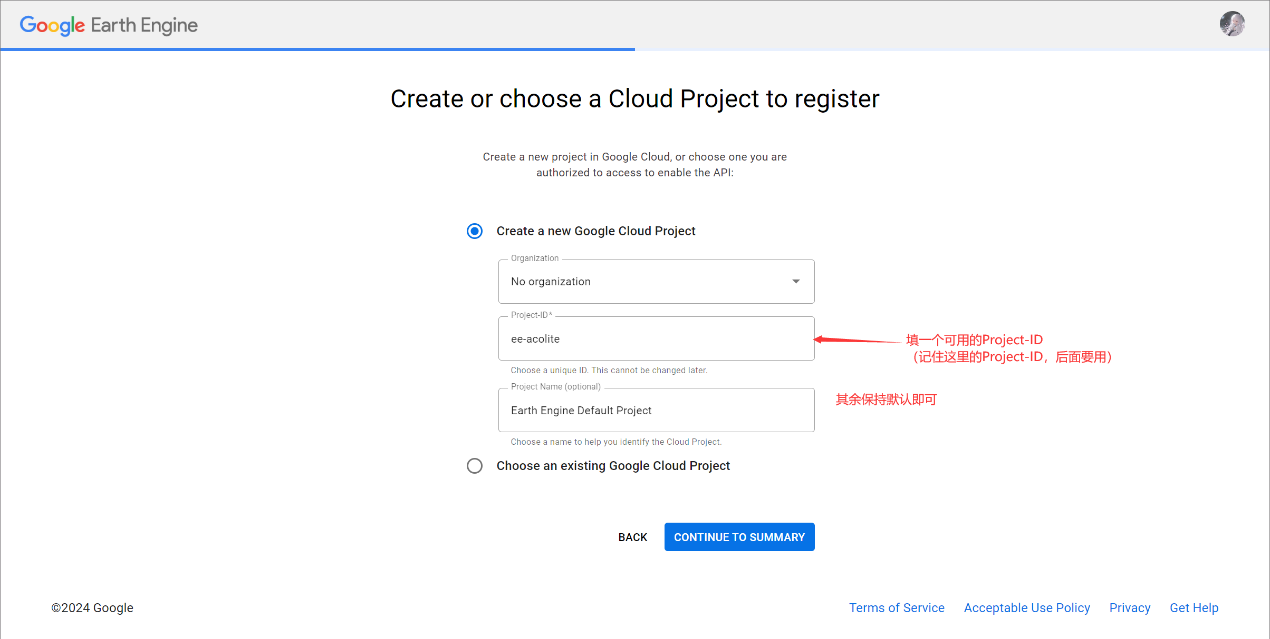 Google Earth Engine
Create or choose a Cloud Project to register
Create a new project in Google Cloud, or choose one you are
authorized to access to enable the API:
Create a new Google Cloud Project
Organization
No organization
Project-ID*
ee-acolite
填一个可用的Project-ID
（记住这里的Project-ID，后面要用）
Choose a unique ID. This cannot be changed later.
Project Name (optional)
Earth Engine Default Project
其余保持默认即可
Choose a name to help you identify the Cloud Project.
Choose an existing Google Cloud Project
BACK
CONTINUE TO SUMMARY
©2024 Google
Terms of Service
Acceptable Use Policy
Privacy
Get Help